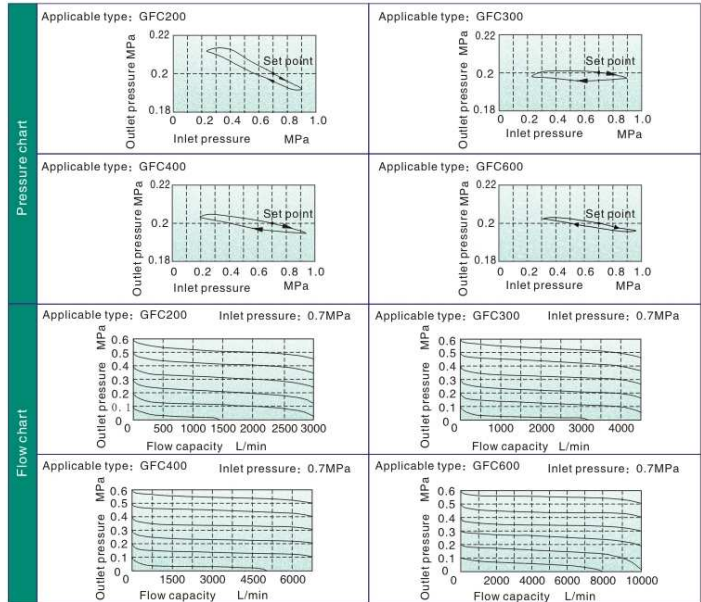 Pressure chart
Applicable type: GFC200
Outlet pressure MPa
0.22
0.2
0.18
Set point
0 0.2 0.4 0.6 0.8 1.0
Inlet pressure MPa
Applicable type: GFC300
Outlet pressure MPa
0.22
0.2
0.18
Set point
0.0 0.2 0.4 0.6 0.8 1.0
Inlet pressure MPa
Applicable type: GFC400
Outlet pressure MPa
0.22
0.2
0.18
Set point
0 0.2 0.4 0.6 0.8 1.0
Inlet pressure MPa
Applicable type: GFC600
Outlet pressure MPa
0.22
0.2
0.18
Set point
0 0.2 0.4 0.6 0.8 1.0
Inlet pressure MPa
Flow chart
Applicable type: GFC200 Inlet pressure: 0.7MPa
Outlet pressure MPa
0.6
0.5
0.4
0.3
0.2
0.1
0 500 1000 1500 2000 2500 3000
Flow capacity L/min
Applicable type: GFC300 Inlet pressure: 0.7MPa
Outlet pressure MPa
0.6
0.5
0.4
0.3
0.2
0.1
0
0 1000 2000 3000 4000
Flow capacity L/min
Applicable type: GFC400 Inlet pressure: 0.7MPa
Outlet pressure MPa
0.6
0.5
0.4
0.3
0.2
0.1
0
1500 3000 4500 6000
Flow capacity L/min
Applicable type: GFC600 Inlet pressure: 0.7MPa
Outlet pressure MPa
0.6
0.5
0.4
0.3
0.2
0.1
0
0 2000 4000 6000 8000 10000
Flow capacity L/min